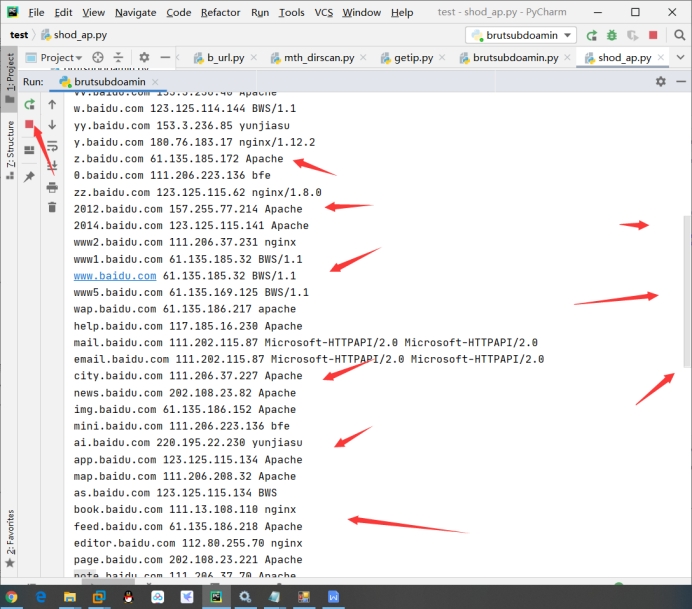 File Edit View Navigate Code Refactor Run Tools VCS Window Help test - shod_ap.py - PyCharm
test shod_ap.py brutsubdoamin
1: Project Project b_url.py mth_dirscan.py getip.py brutsubdoamin.py shod_ap.py
Run: brutsubdoamin
w.baidu.com 123.125.114.144 BWS/1.1
yy.baidu.com 153.3.236.85 yunjiasu
y.baidu.com 180.76.183.17 nginx/1.12.2
z.baidu.com 61.135.185.172 Apache
0.baidu.com 111.206.223.136 bfe
zz.baidu.com 123.125.115.62 nginx/1.8.0
2012.baidu.com 157.255.77.214 Apache
2014.baidu.com 123.125.115.141 Apache
www2.baidu.com 111.206.37.231 nginx
www1.baidu.com 61.135.185.32 BWS/1.1
www.baidu.com 61.135.185.32 BWS/1.1
www5.baidu.com 61.135.169.125 BWS/1.1
wap.baidu.com 61.135.186.217 apache
help.baidu.com 117.185.16.230 Apache
mail.baidu.com 111.202.115.87 Microsoft-HTTPAPI/2.0 Microsoft-HTTPAPI/2.0
email.baidu.com 111.202.115.87 Microsoft-HTTPAPI/2.0 Microsoft-HTTPAPI/2.0
city.baidu.com 111.206.37.227 Apache
news.baidu.com 202.108.23.82 Apache
img.baidu.com 61.135.186.152 Apache
mini.baidu.com 111.206.223.136 bfe
ai.baidu.com 220.195.22.230 yunjiasu
app.baidu.com 123.125.115.134 Apache
map.baidu.com 111.206.208.32 Apache
as.baidu.com 123.125.115.134 BWS
book.baidu.com 111.13.108.110 nginx
feed.baidu.com 61.135.186.218 Apache
editor.baidu.com 112.80.255.70 nginx
page.baidu.com 202.108.23.221 Apache
note.baidu.com 111.206.37.70 Apache
7: Structure
2: Favorites